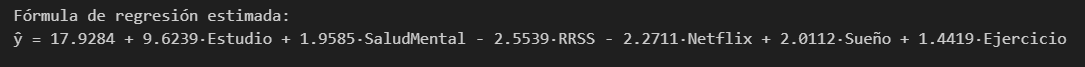 Fórmula de regresión estimada:
ŷ = 17.9284 + 9.6239·Estudio + 1.9585·SaludMental - 2.5539·RRSS - 2.2711·Netflix + 2.0112·Sueño + 1.4419·Ejercicio